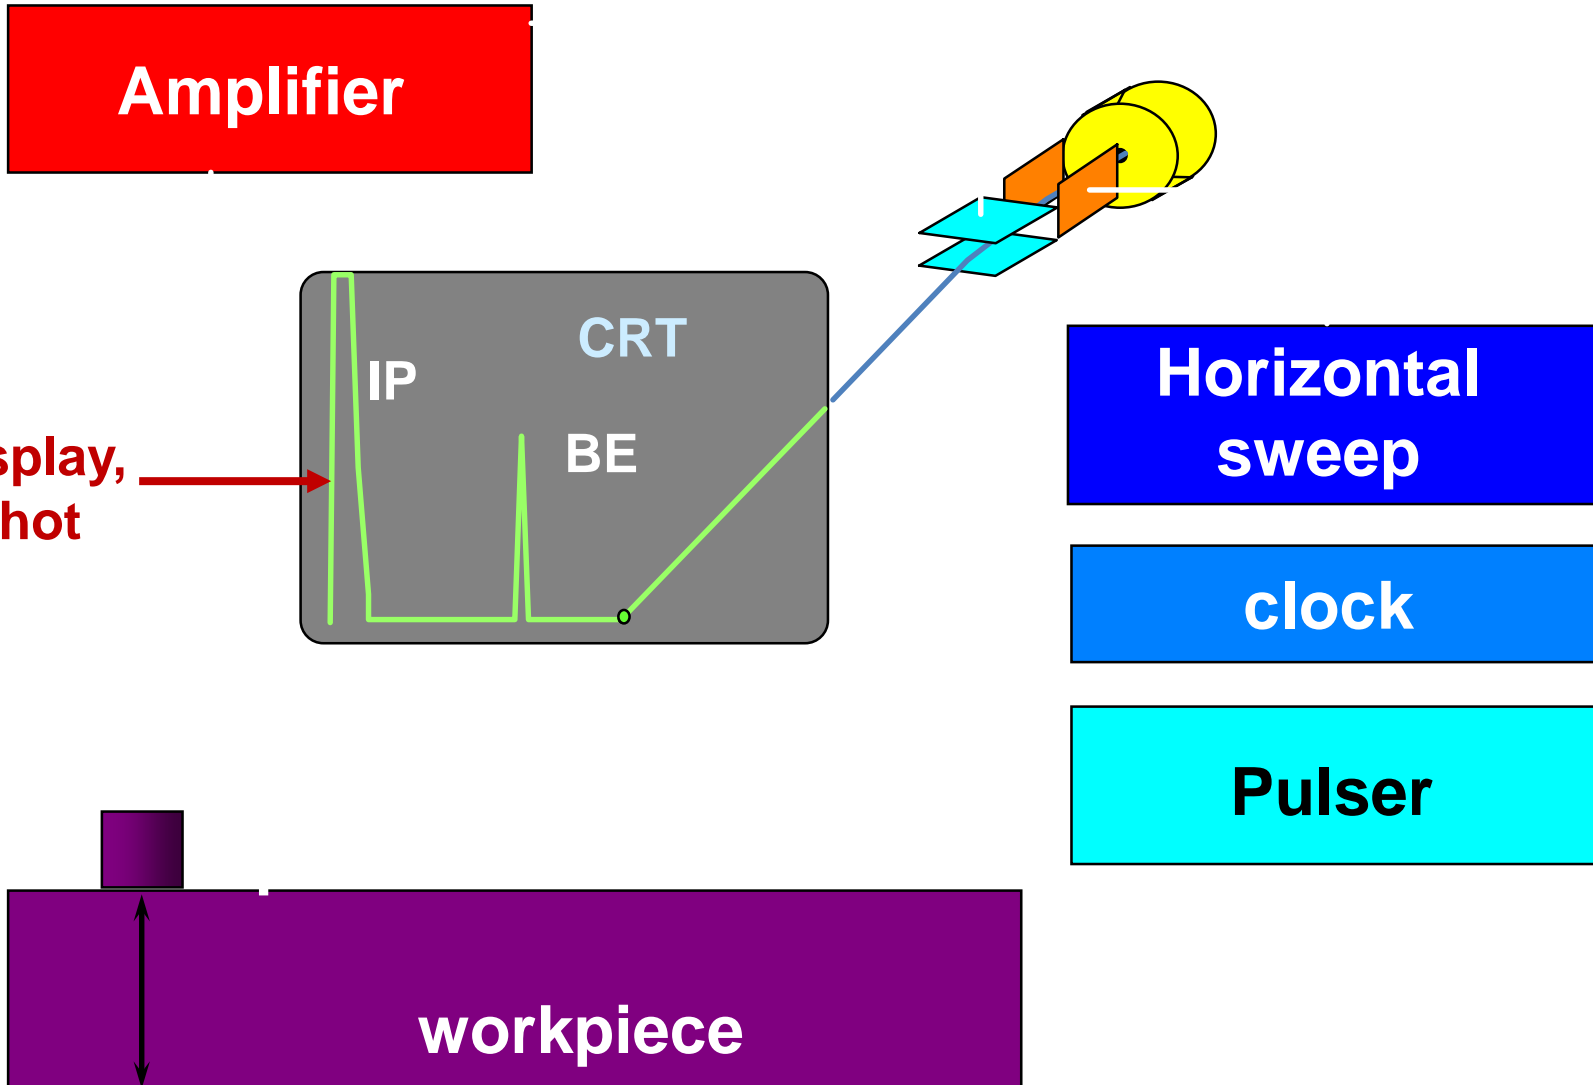 Amplifier
CRT
IP
BE
splay,
hot
Horizontal
sweep
clock
Pulser
workpiece